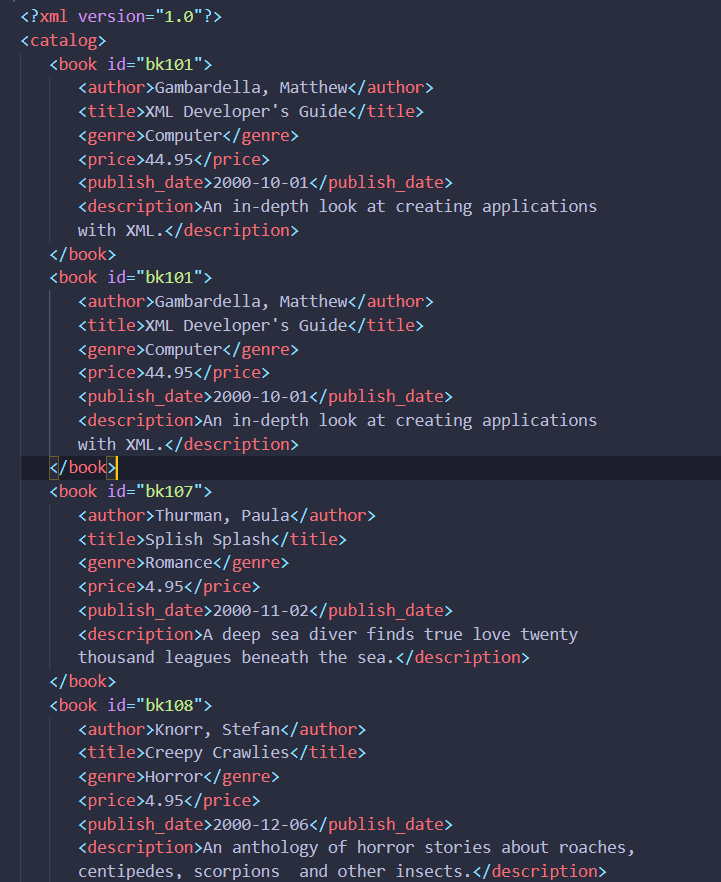 <?xml version="1.0"?>
<catalog>
   <book id="bk101">
      <author>Gambardella, Matthew</author>
      <title>XML Developer's Guide</title>
      <genre>Computer</genre>
      <price>44.95</price>
      <publish_date>2000-10-01</publish_date>
      <description>An in-depth look at creating applications
      with XML.</description>
   </book>
   <book id="bk101">
      <author>Gambardella, Matthew</author>
      <title>XML Developer's Guide</title>
      <genre>Computer</genre>
      <price>44.95</price>
      <publish_date>2000-10-01</publish_date>
      <description>An in-depth look at creating applications
      with XML.</description>
   </book>
   <book id="bk107">
      <author>Thurman, Paula</author>
      <title>Splish Splash</title>
      <genre>Romance</genre>
      <price>4.95</price>
      <publish_date>2000-11-02</publish_date>
      <description>A deep sea diver finds true love twenty
      thousand leagues beneath the sea.</description>
   </book>
   <book id="bk108">
      <author>Knorr, Stefan</author>
      <title>Creepy Crawlies</title>
      <genre>Horror</genre>
      <price>4.95</price>
      <publish_date>2000-12-06</publish_date>
      <description>An anthology of horror stories about roaches,
      centipedes, scorpions  and other insects.</description>